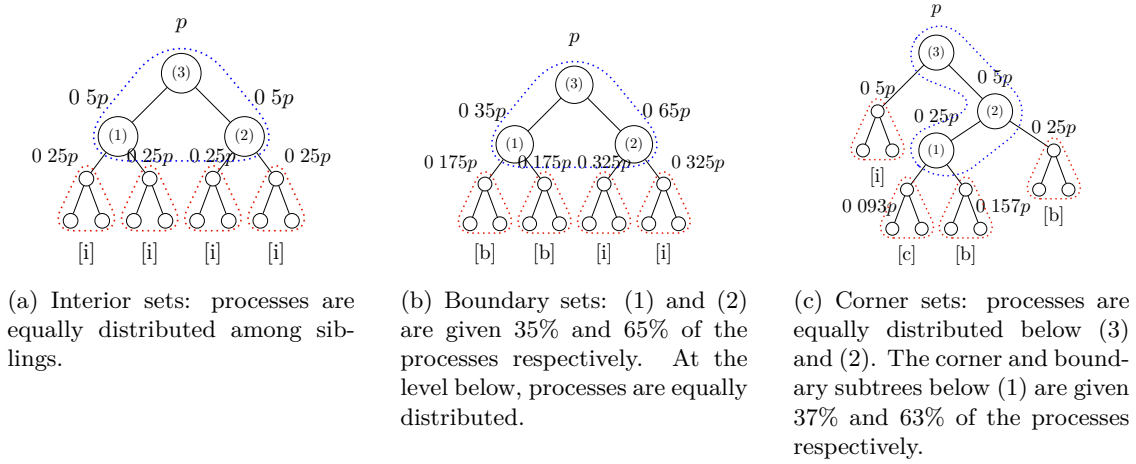 p
(3)
0 5p
0 5p
(1)
(2)
0 25p
0 25p
0 25p
0 25p
[i]
[i]
[i]
[i]
(a) Interior sets: processes are
equally distributed among sib-
lings.
p
(3)
0 35p
0 65p
(1)
(2)
0 175p
0 175p
0 325p
0 325p
[b]
[b]
[i]
[i]
(b) Boundary sets: (1) and (2)
are given 35% and 65% of the
processes respectively. At the
level below, processes are equally
distributed.
p
(3)
0 5p
0 5p
(2)
0 25p
0 25p
(1)
[i]
0 093p
0 157p
[b]
[c]
[b]
(c) Corner sets: processes are
equally distributed below (3)
and (2). The corner and bound-
ary subtrees below (1) are given
37% and 63% of the processes
respectively.